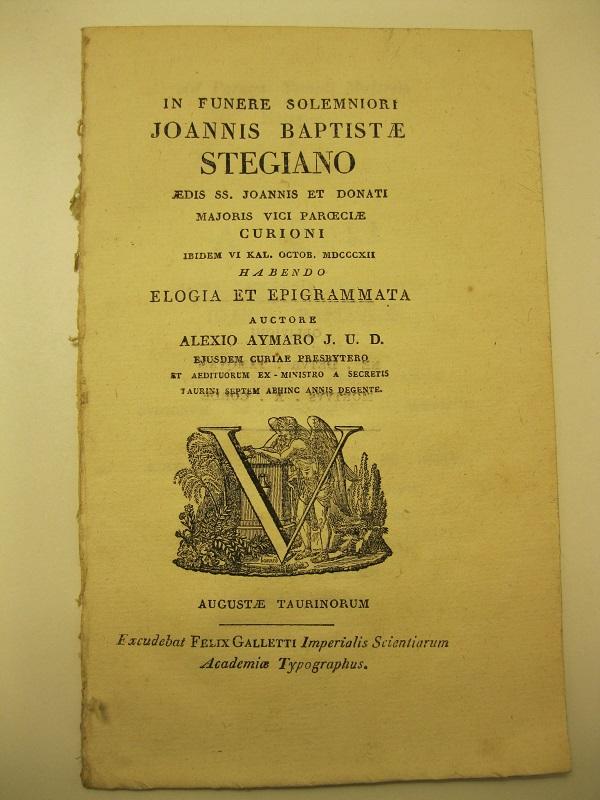 IN FUNERE SOLEMNIORI
JOANNIS BAPTISTÆ
STEGIANO
ÆDIS SS. JOANNIS ET DONATI
MAJORIS VICI PARŒCIÆ
CURIONI
IBIDEM VI KAL. OCTOB. MDCCCXII
HABENDO
ELOGIA ET EPIGRAMMATA
AUCTORE
ALEXIO AYMARO J. U. D.
EJUSDEM CURIAE PRESBYTERO
ET AEDITUORUM EX-MINISTRO A SECRETIS
TAURINI SEPTEM ABHINC ANNIS DEGENTE.
V
AUGUSTÆ TAURINORUM
Excudebat FELIX GALLETTI Imperialis Scientiarum
Academiæ Typographus.